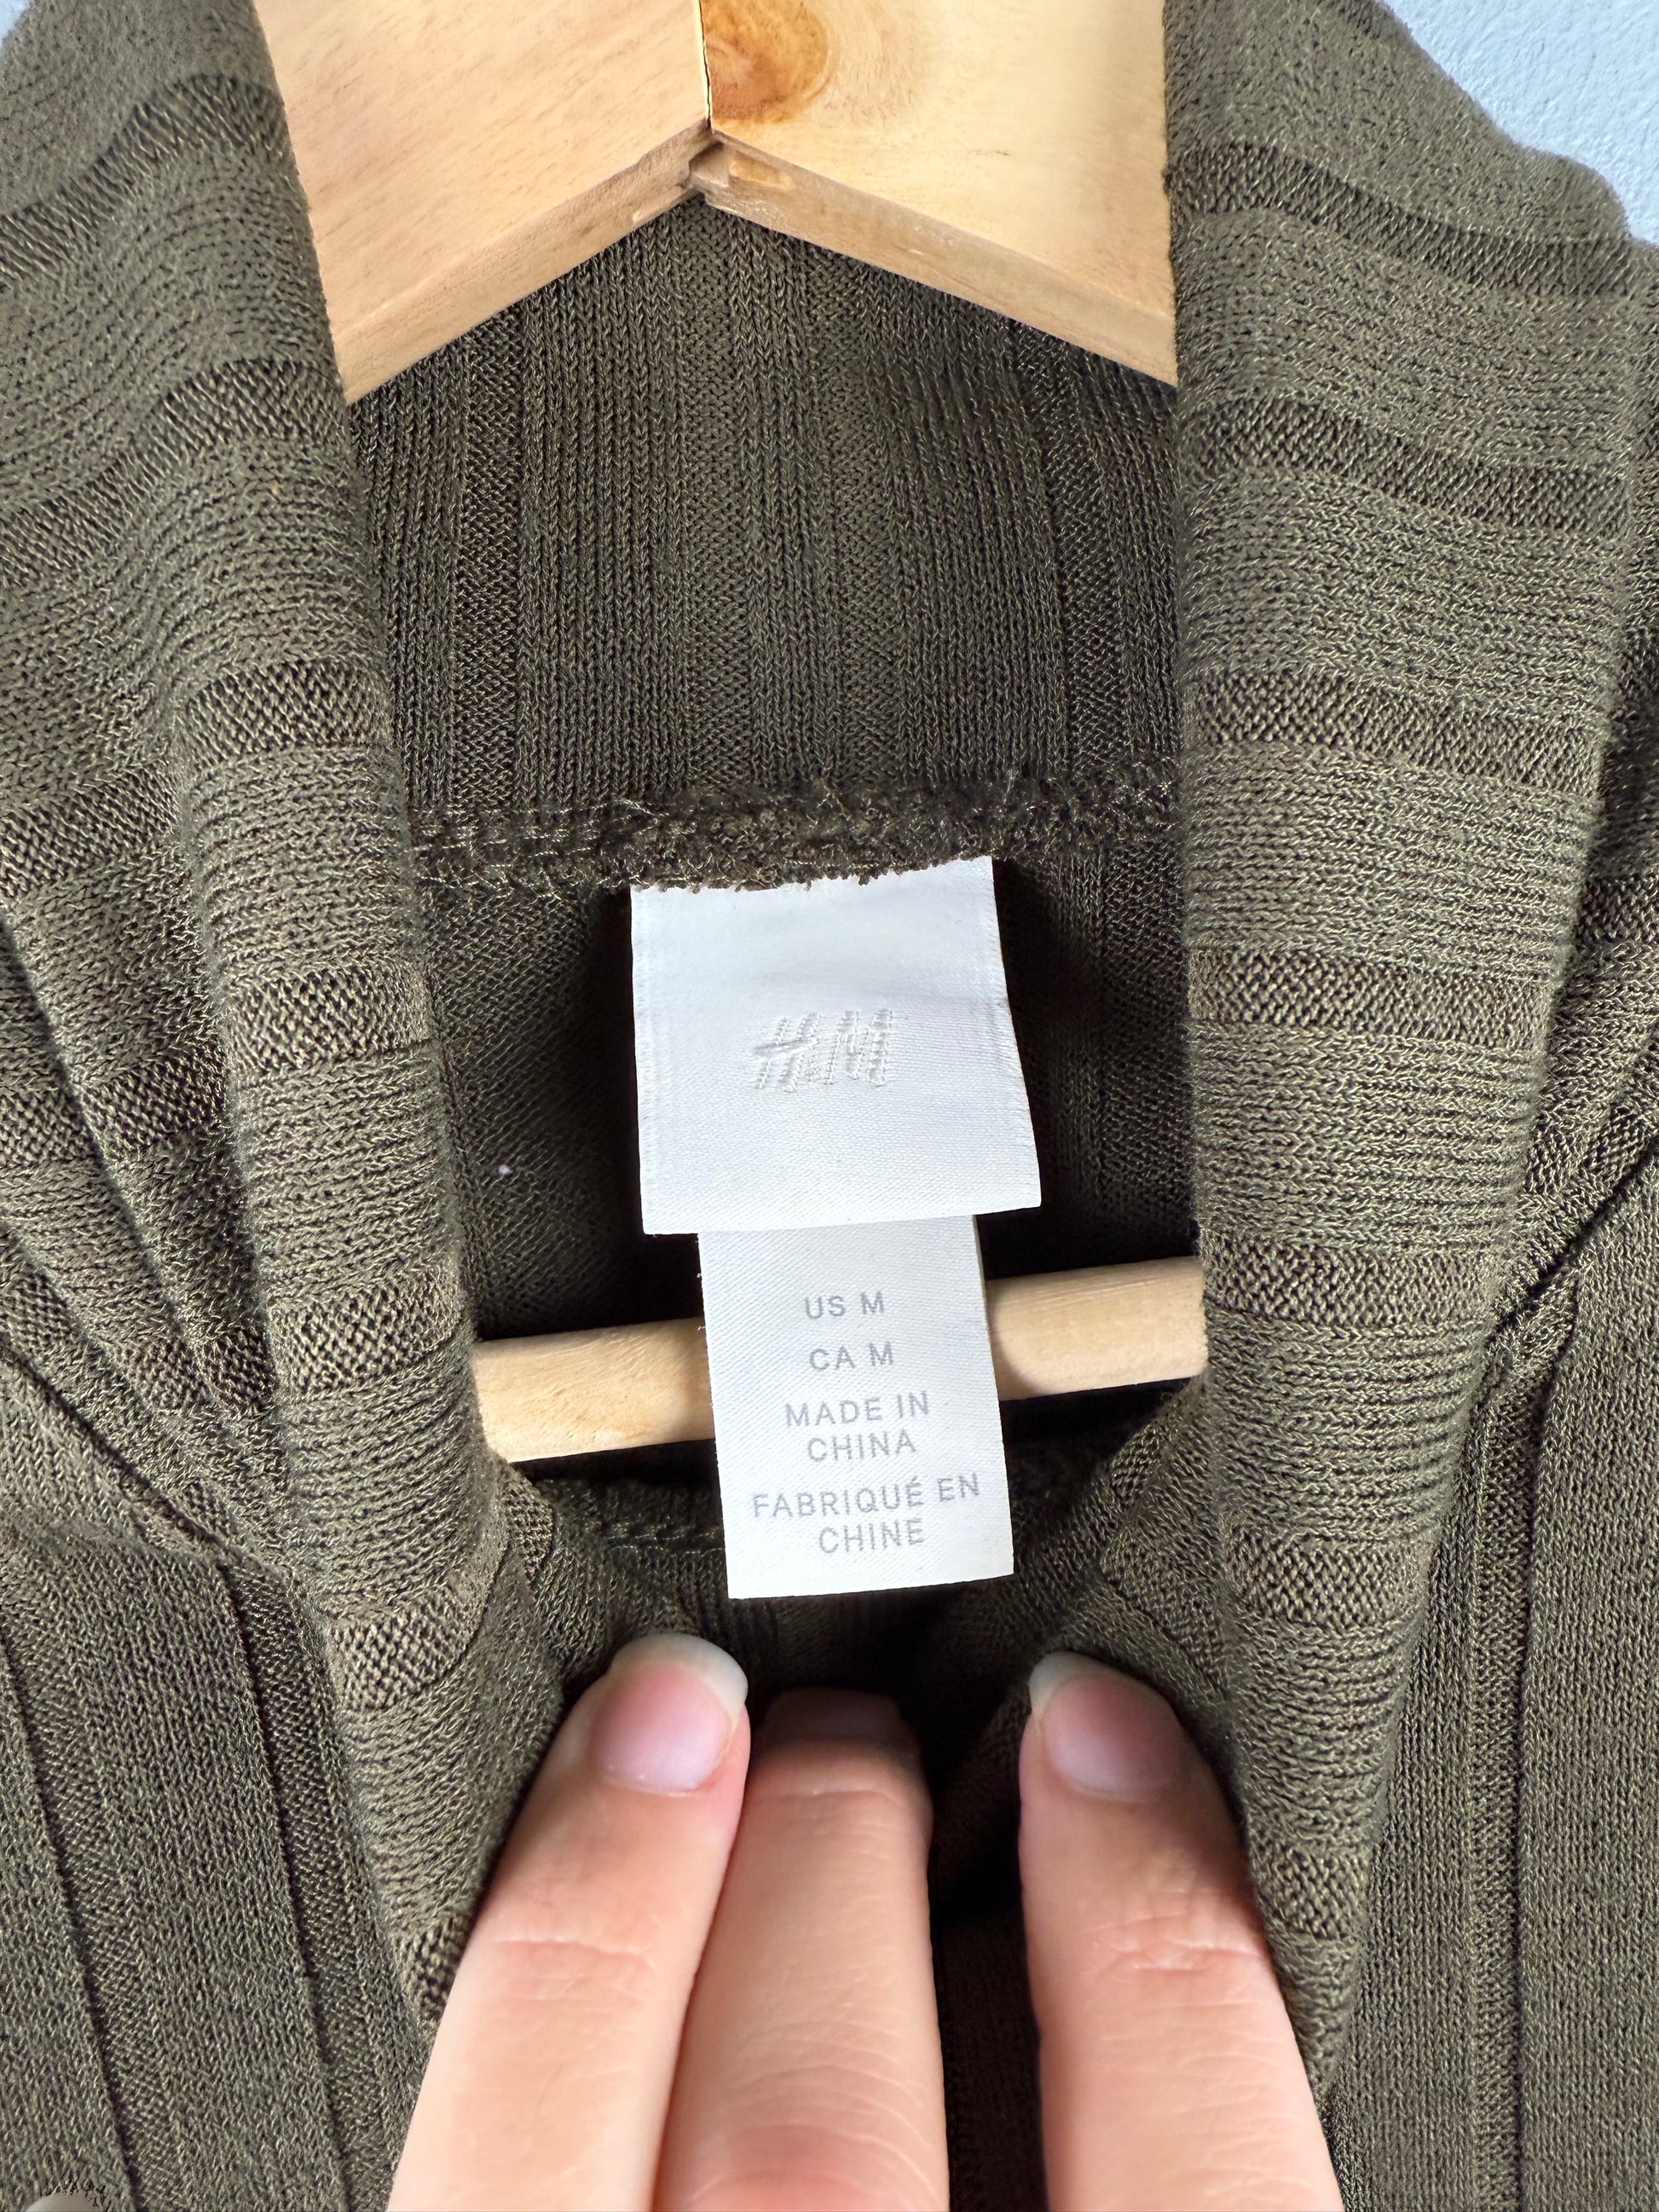 H&M
US M
CA M
MADE IN
CHINA
FABRIQUÉ EN
CHINE